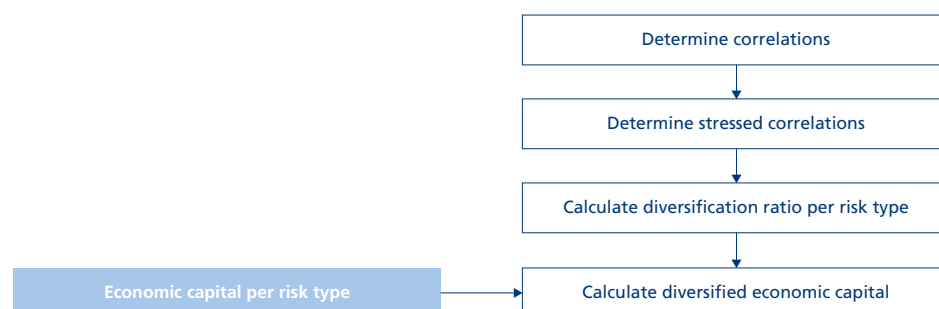 Determine correlations
Determine stressed correlations
Calculate diversification ratio per risk type
Economic capital per risk type
Calculate diversified economic capital